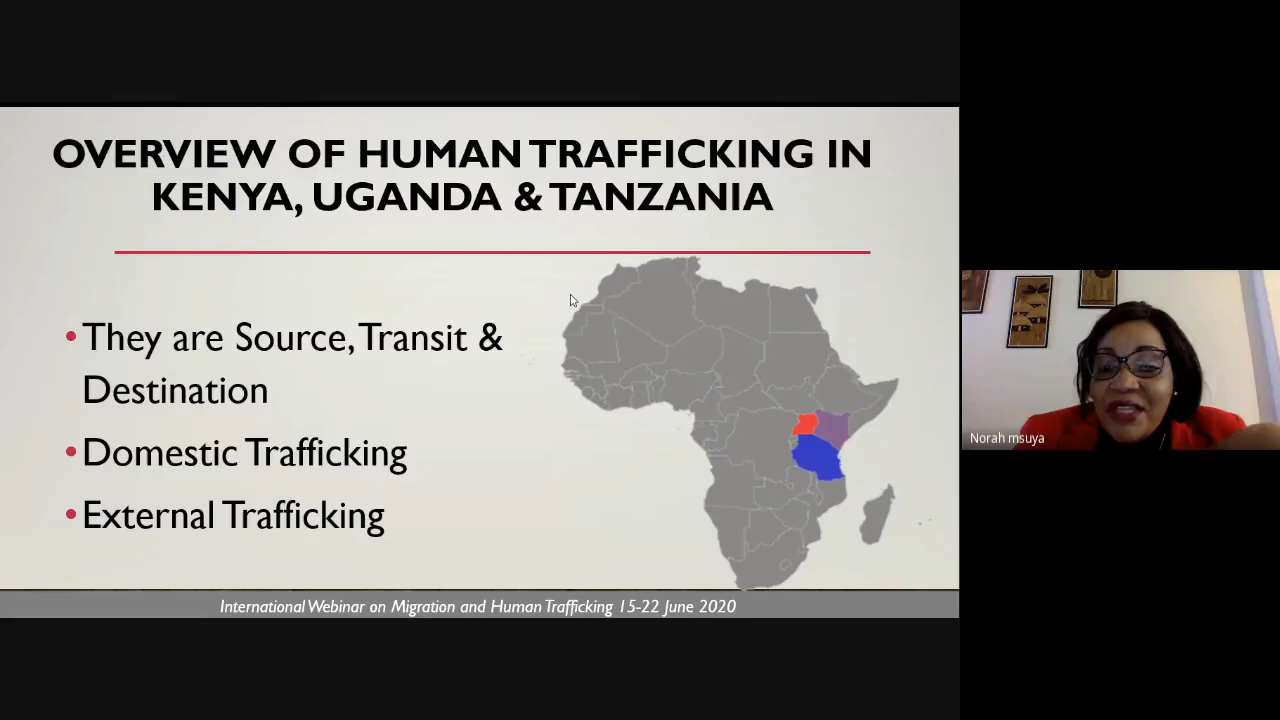 OVERVIEW OF HUMAN TRAFFICKING IN
KENYA, UGANDA & TANZANIA
•They are Source, Transit &
Destination
•Domestic Trafficking
•External Trafficking
International Webinar on Migration and Human Trafficking 15-22 June 2020
Norah msuya